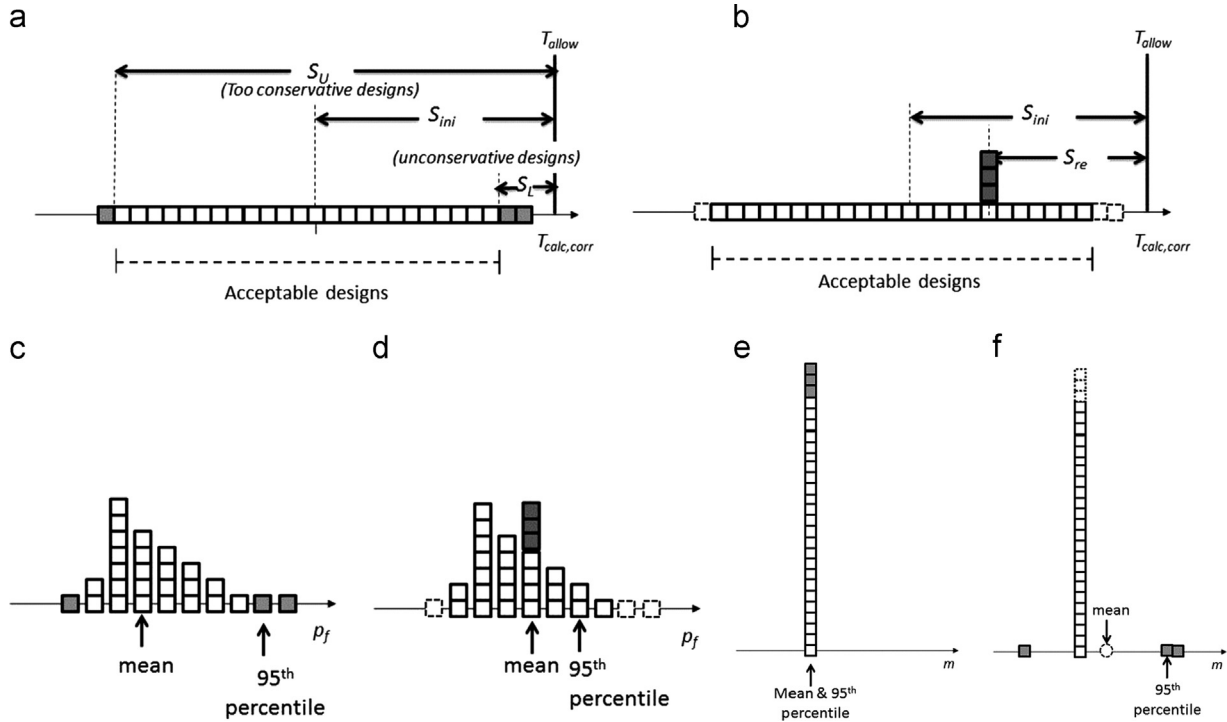 a
T_allow
S_U
(Too conservative designs)
S_ini
(unconservative designs)
S_L
T_calc,corr
Acceptable designs
b
T_allow
S_ini
S_re
T_calc,corr
Acceptable designs
c
p_f
mean
95th
percentile
d
p_f
mean
95th
percentile
e
m
Mean & 95th
percentile
f
mean
m
95th
percentile